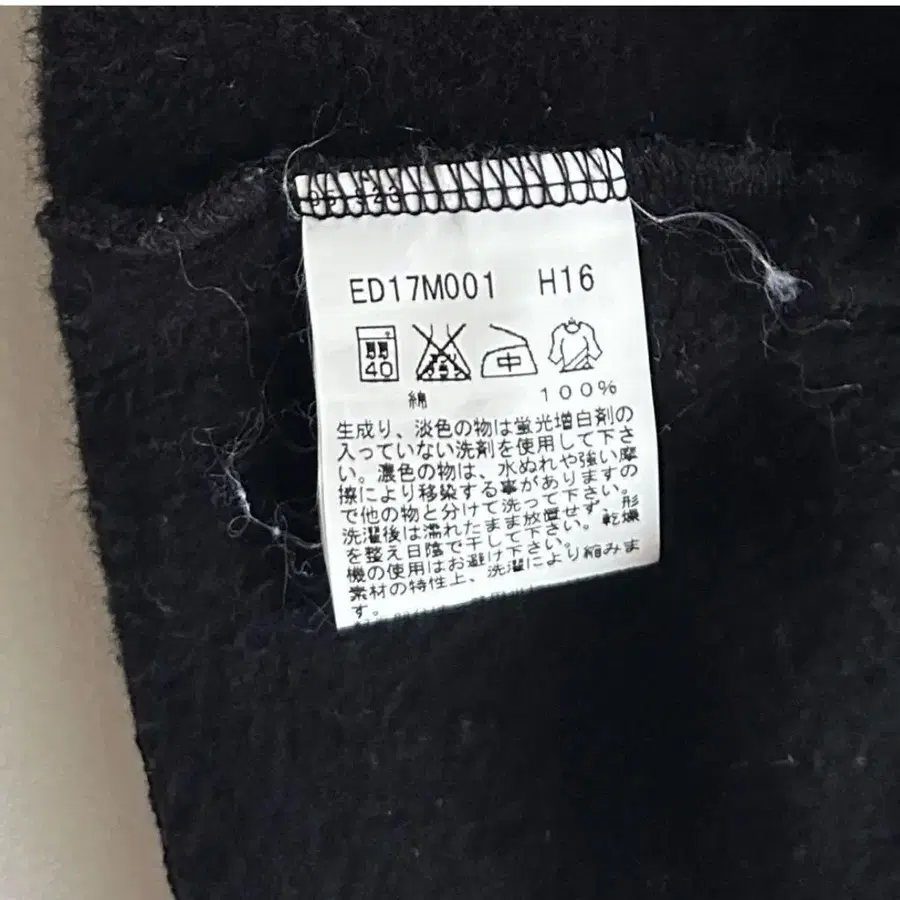 ED17M001 H16
40
中
綿 100%
生成り、淡色の物は蛍光増白剤の
入っていない洗剤を使用して下さ
い。濃色の物は、水ぬれや強い摩
擦により移染する事がありますの
で他の物と分けて洗って下さい。
洗濯後は濡れたまま放置せず、形
を整え日陰で干して下さい。乾燥
機の使用はお避け下さい。
素材の特性上、洗濯により縮みま
す。